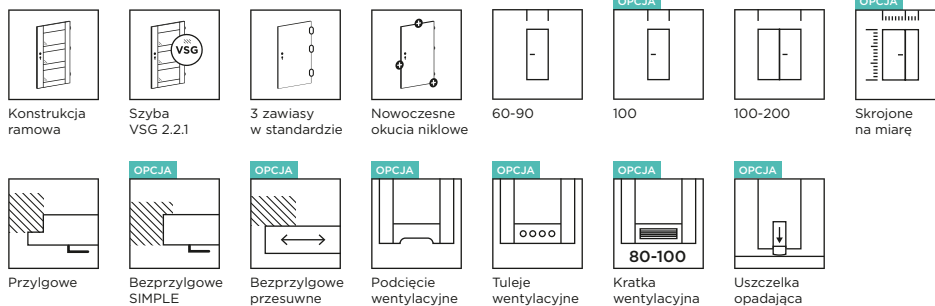 OPCJA
OPCJA
VSG
Konstrukcja
ramowa
Szyba
VSG 2.2.1
3 zawiasy
w standardzie
Nowoczesne
okucia niklowe
60-90
100
100-200
Skrojone
na miarę
OPCJA
OPCJA
OPCJA
OPCJA
OPCJA
OPCJA
80-100
Przylgowe
Bezprzylgowe
SIMPLE
Bezprzylgowe
przesuwne
Podcięcie
wentylacyjne
Tuleje
wentylacyjne
Kratka
wentylacyjna
Uszczelka
opadająca